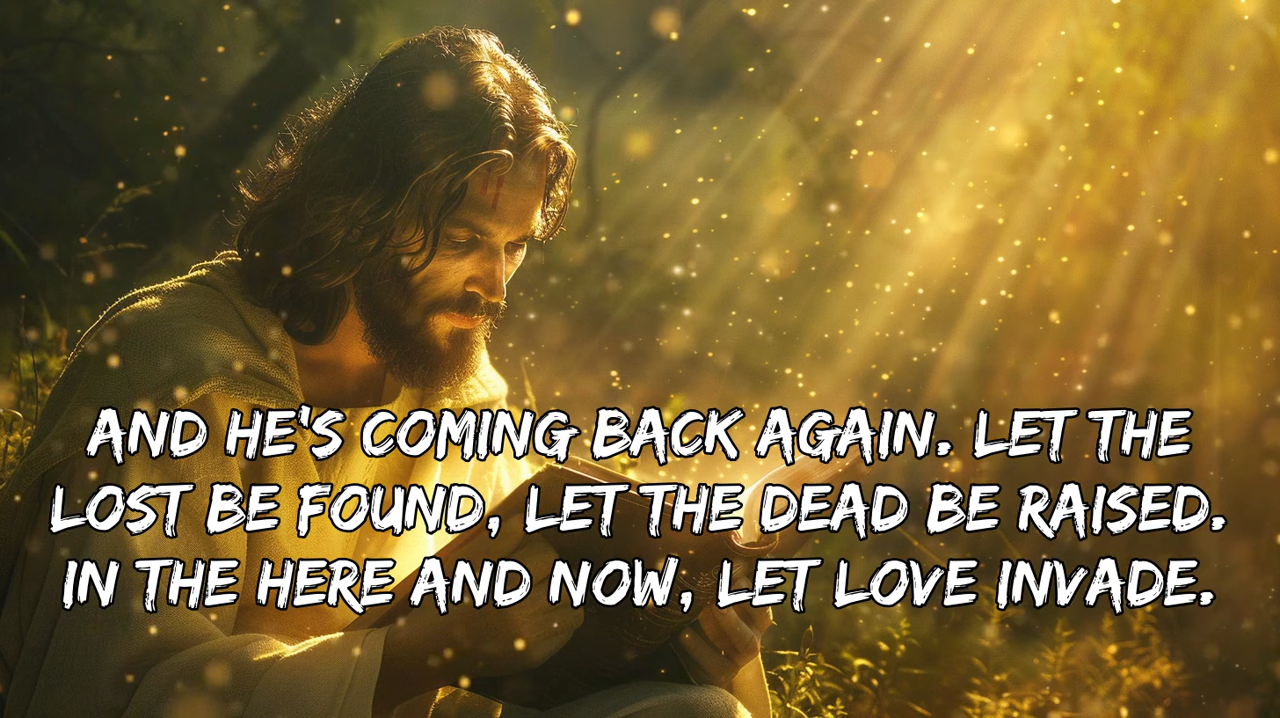 AND HE'S COMING BACK AGAIN. LET THE
LOST BE FOUND, LET THE DEAD BE RAISED.
IN THE HERE AND NOW, LET LOVE INVADE.